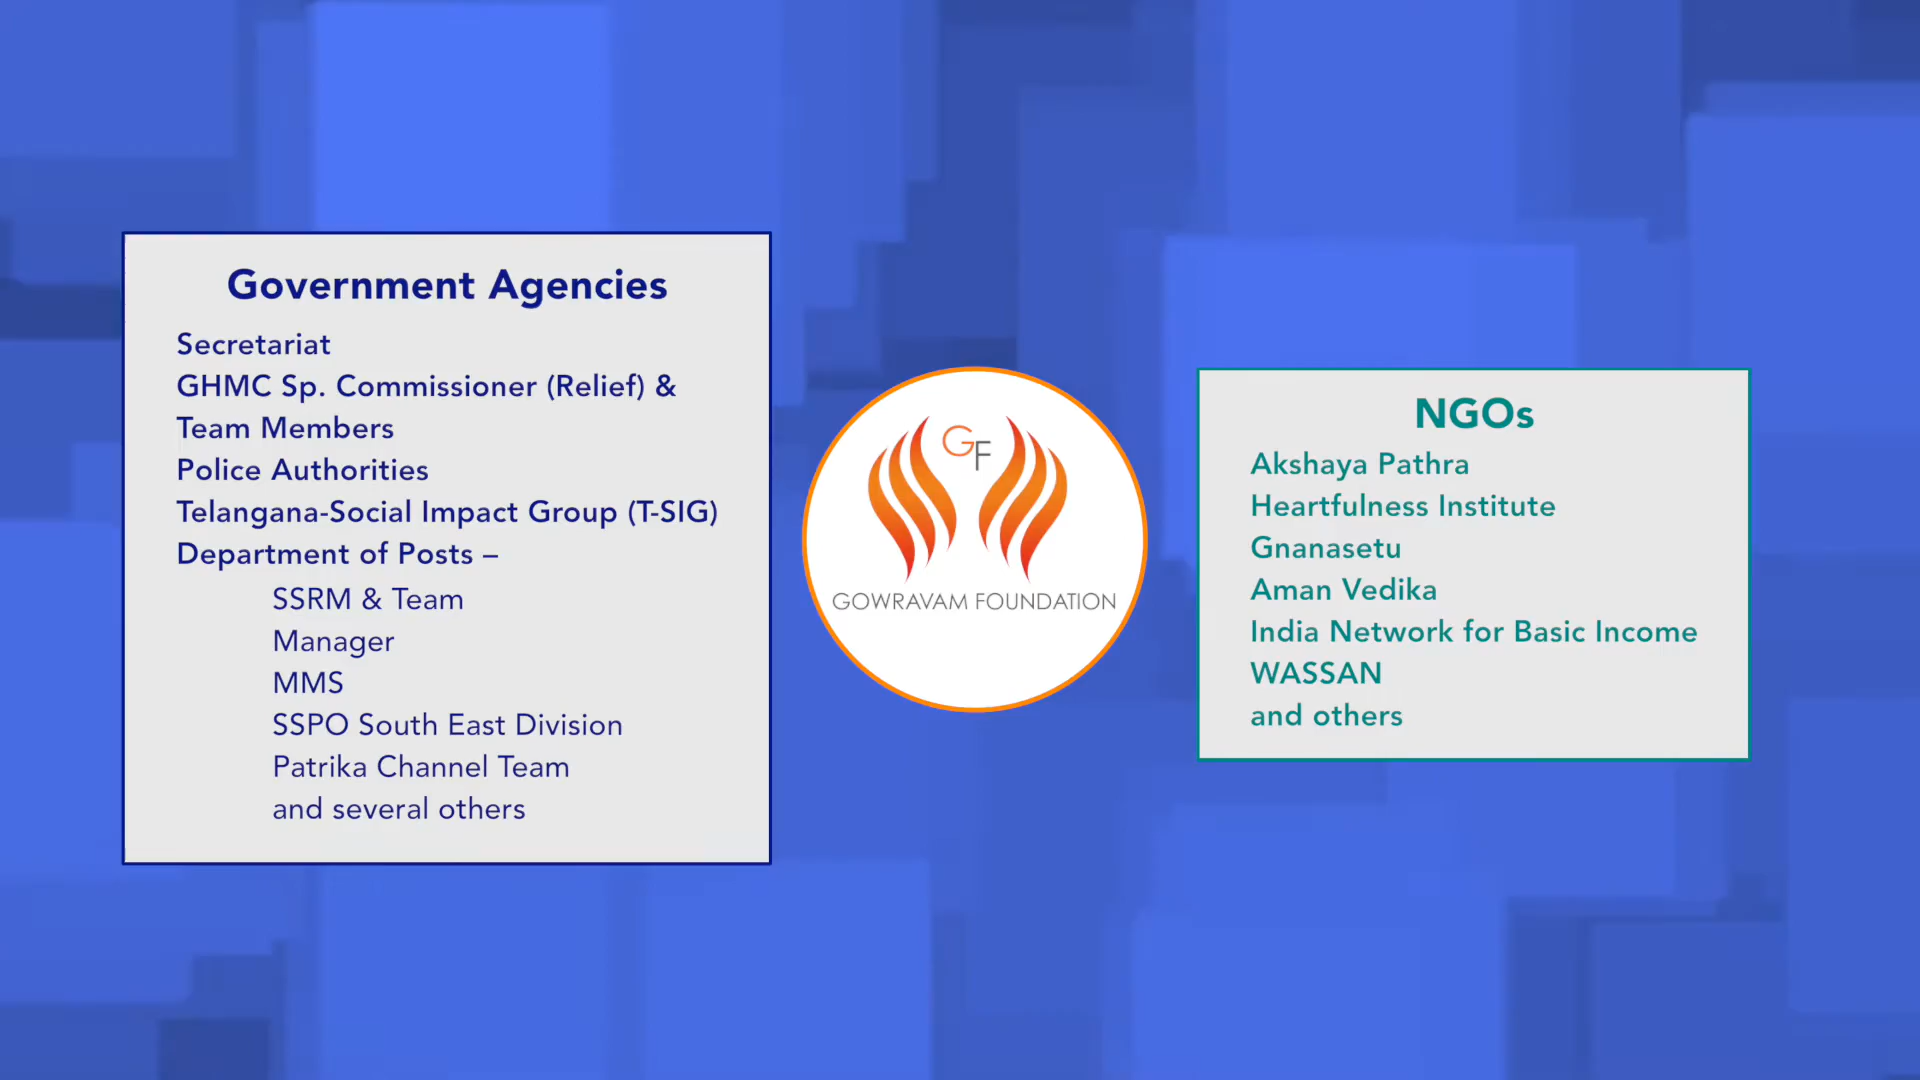 Government Agencies
Secretariat
GHMC Sp. Commissioner (Relief) &
Team Members
Police Authorities
Telangana-Social Impact Group (T-SIG)
Department of Posts –
SSRM & Team
Manager
MMS
SSPO South East Division
Patrika Channel Team
and several others
GF
GOWRAVAM FOUNDATION
NGOs
Akshaya Pathra
Heartfulness Institute
Gnanasetu
Aman Vedika
India Network for Basic Income
WASSAN
and others